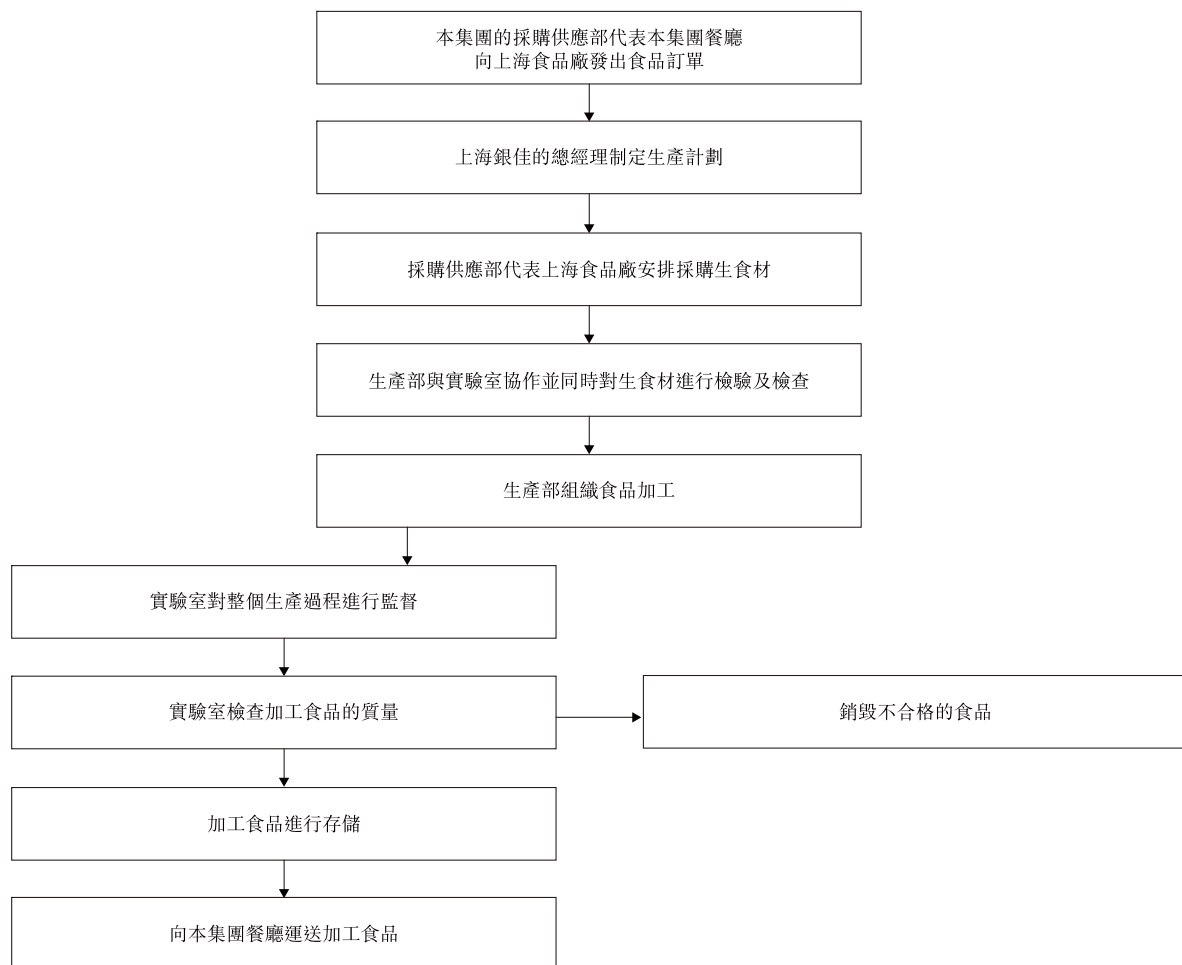 本集團的採購供應部代表本集團餐廳
向上海食品廠發出食品訂單
上海銀佳的總經理制定生產計劃
採購供應部代表上海食品廠安排採購生食材
生產部與實驗室協作並同時對生食材進行檢驗及檢查
生產部組織食品加工
實驗室對整個生產過程進行監督
實驗室檢查加工食品的質量
銷毀不合格的食品
加工食品進行存儲
向本集團餐廳運送加工食品